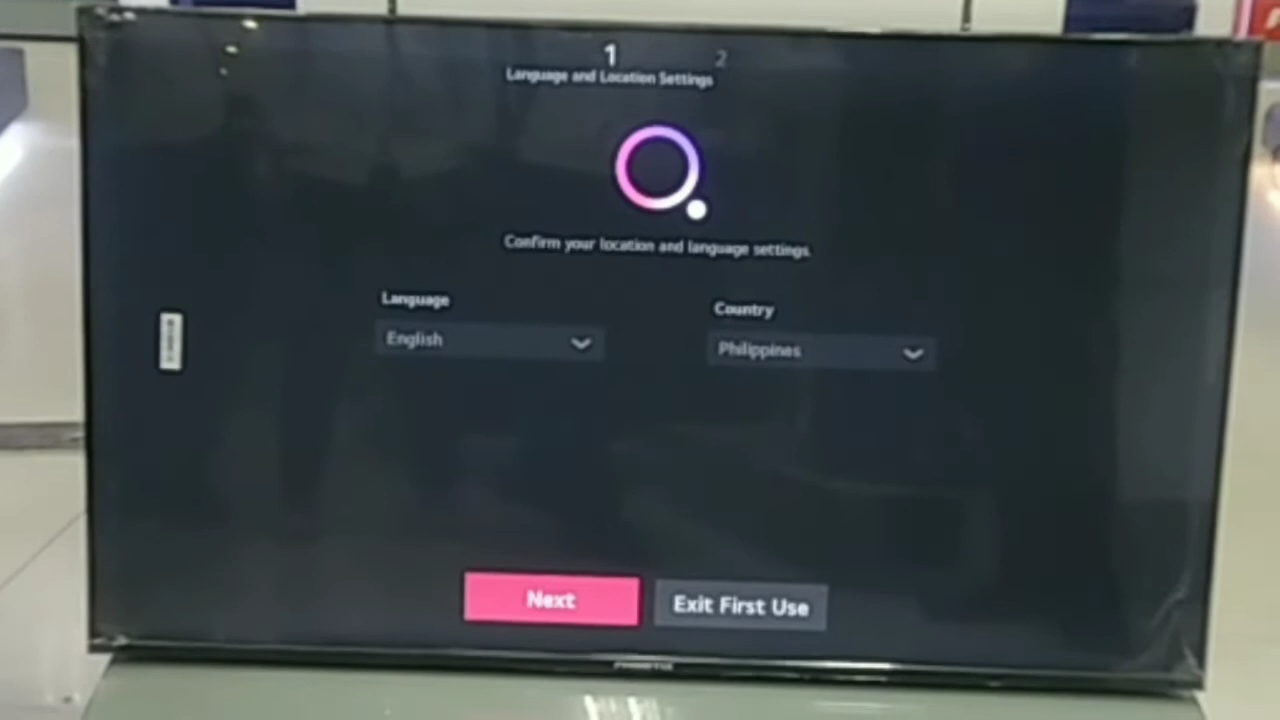 1
2
Language and Location Settings
Confirm your location and language settings.
Language
Country
English
Philippines
Next
Exit First Use